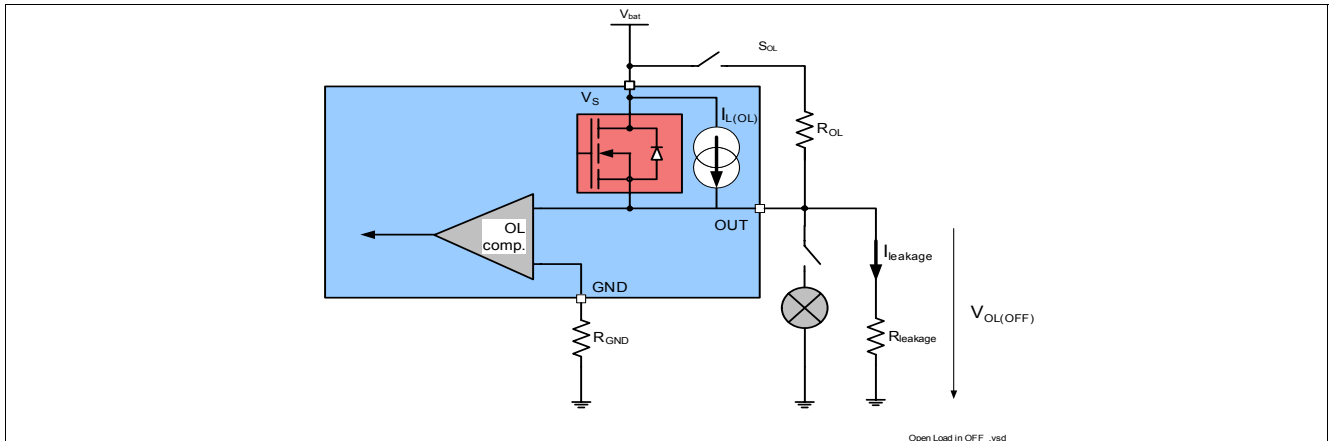 Vbat
SOL
VS
IL(OL)
ROL
OUT
OL
comp.
Ileakage
GND
VOL(OFF)
RGND
Rleakage
Open Load in OFF .vsd